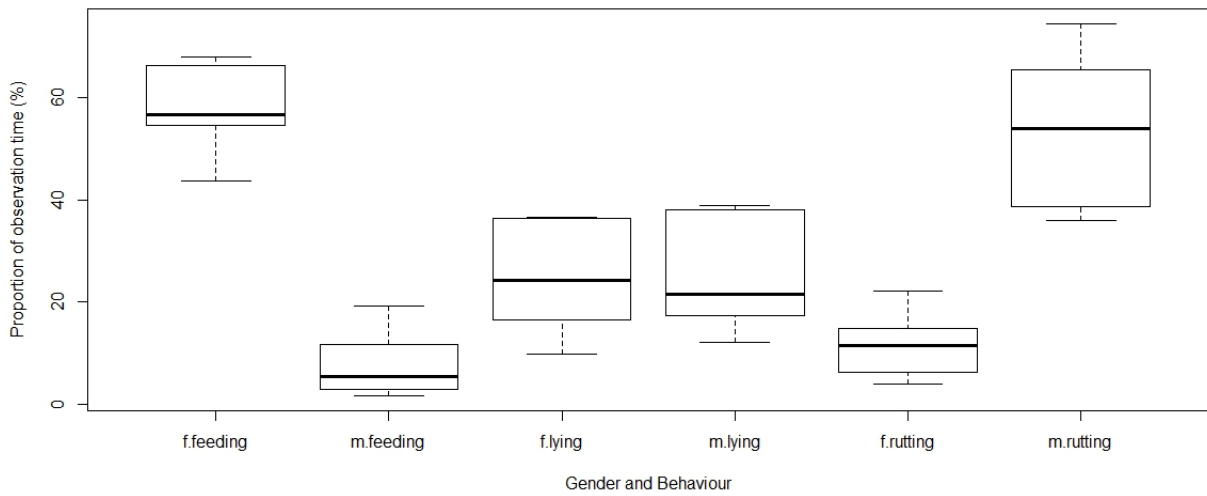 Proportion of observation time (%)
60
40
20
0
f.feeding m.feeding f.lying m.lying f.rutting m.rutting
Gender and Behaviour